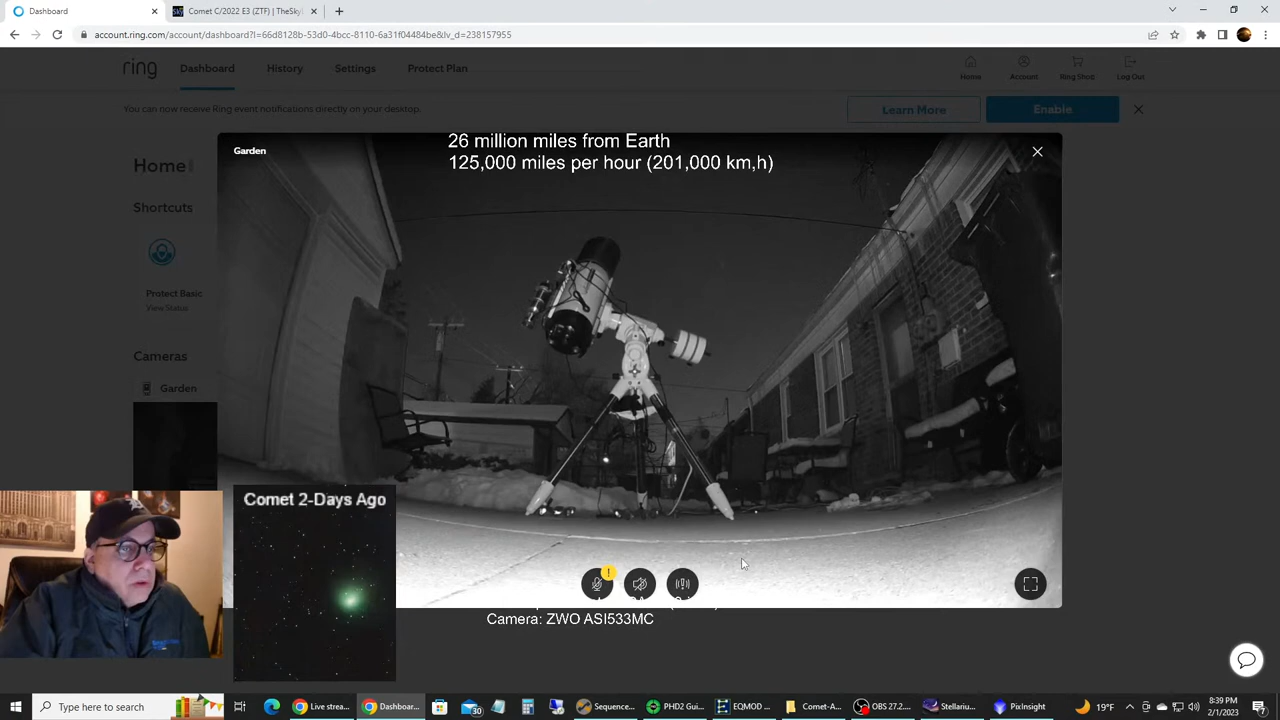 Dashboard
Comet C/2022 E3 (ZTF) | TheSky
account.ring.com/account/dashboard?l=66d8128b-53d0-4bcc-8110-6a31f04484be&lv_d=238157955
ring
Dashboard
History
Settings
Protect Plan
Home
Account
Ring Shop
Log Out
You can now receive Ring event notifications directly on your desktop.
Learn More
Enable
26 million miles from Earth
125,000 miles per hour (201,000 km,h)
Garden
Home
Shortcuts
Protect Basic
View Status
Cameras
Garden
Comet 2-Days Ago
Camera: ZWO ASI533MC
Type here to search
30
Live stream...
Dashboar...
Sequence...
PHD2 Gui...
EQMOD ...
Comet-A...
OBS 27.2....
Stellariu...
PixInsight
19°F
8:39 PM
2/1/2023